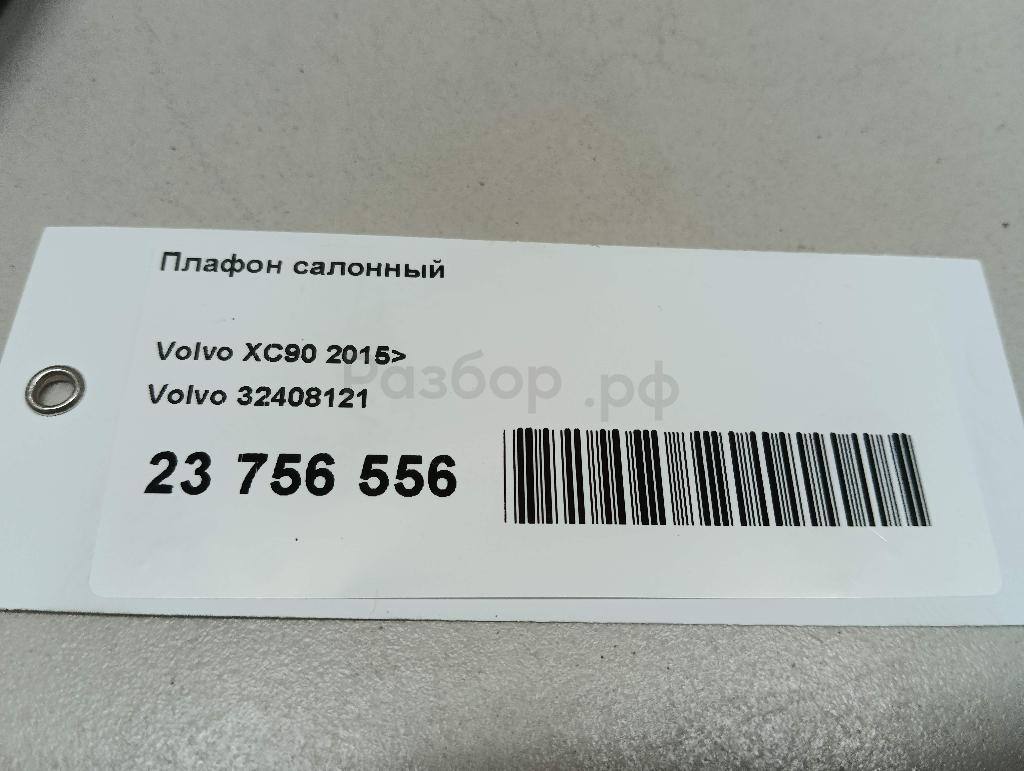 Плафон салонный
Volvo XC90 2015>
Volvo 32408121
Разбор.рф
23 756 556